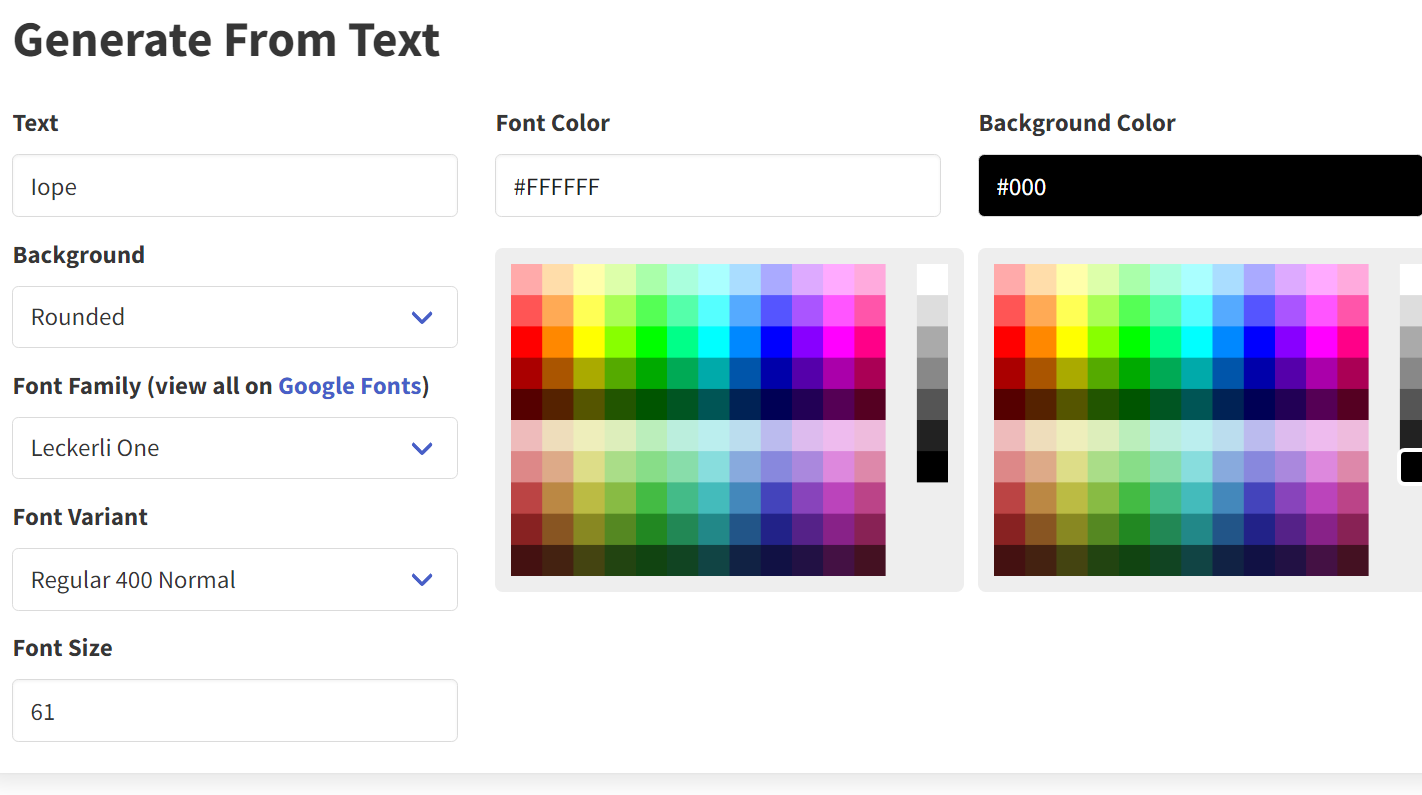 Generate From Text
Text
Iope
Background
Rounded
Font Family (view all on Google Fonts)
Leckerli One
Font Variant
Regular 400 Normal
Font Size
61
Font Color
#FFFFFF
Background Color
#000